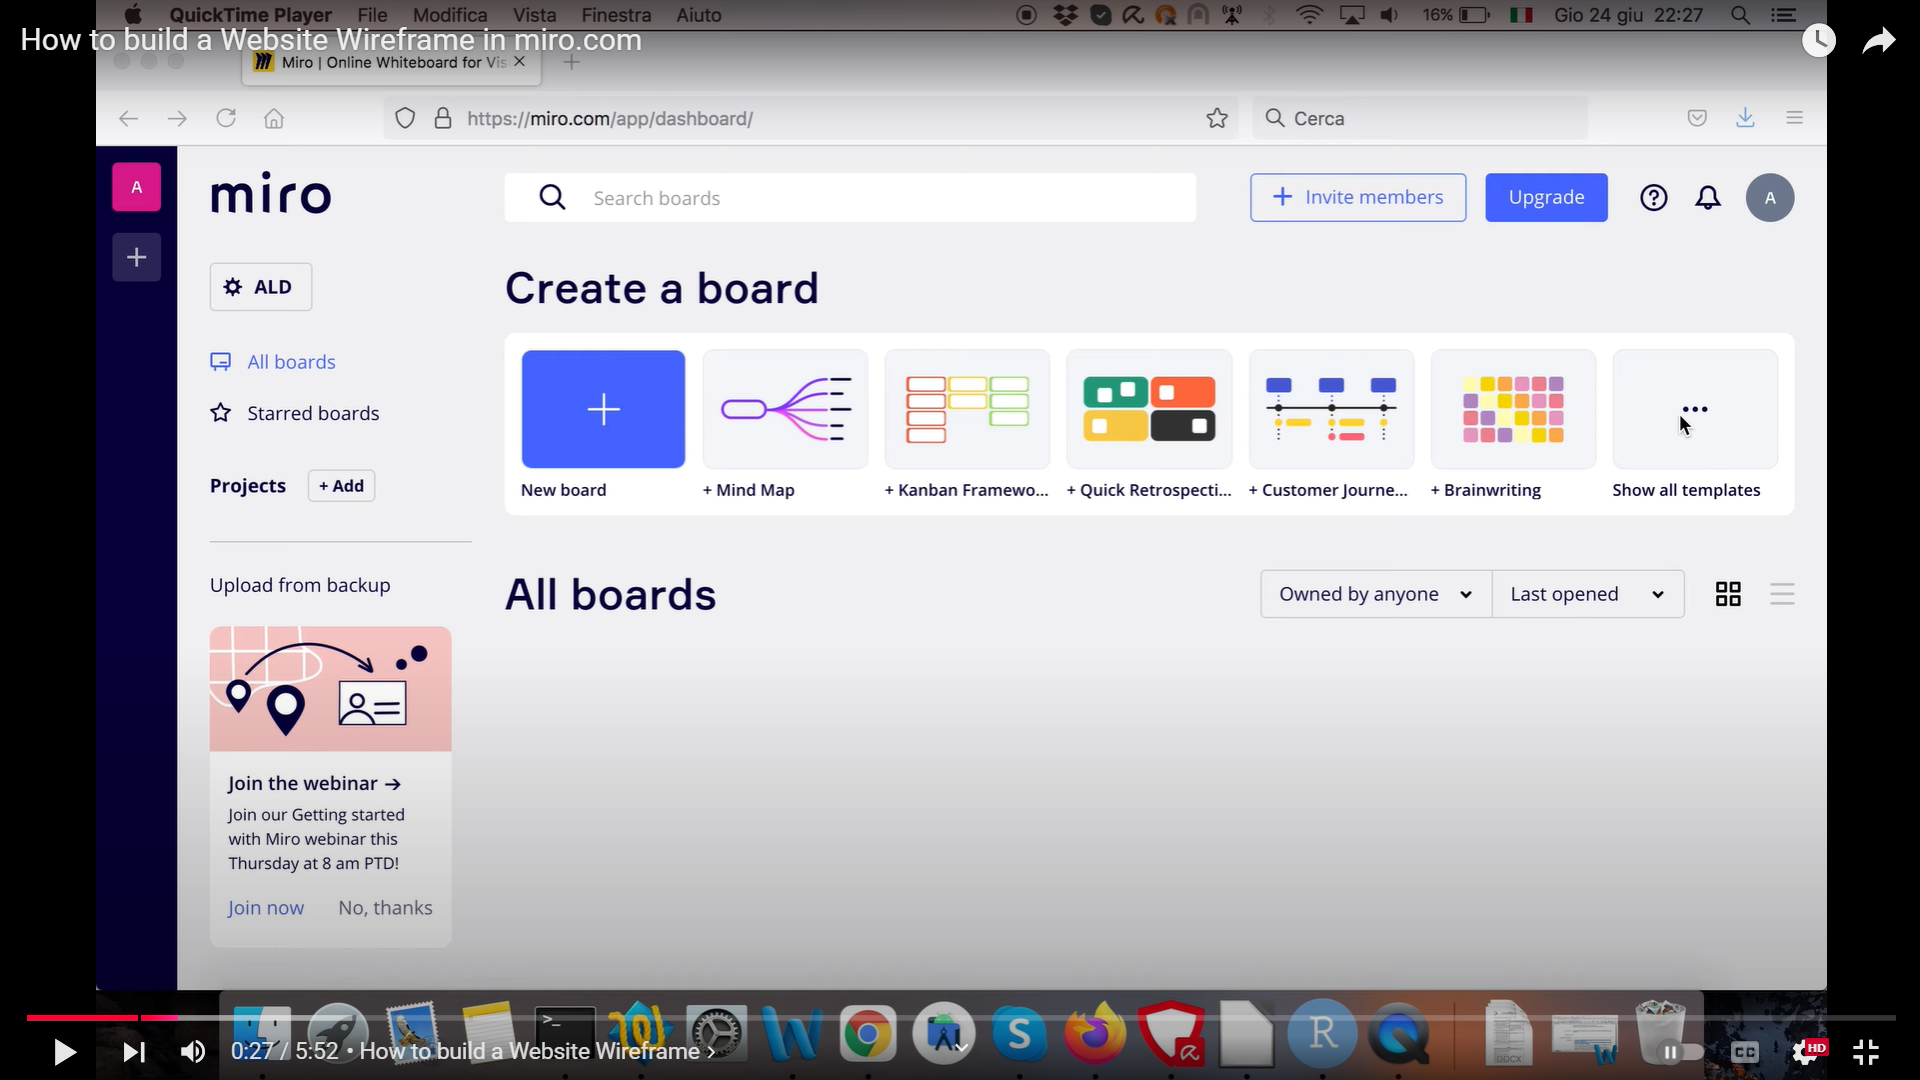 QuickTime Player File Modifica Vista Finestra Aiuto 16% Gio 24 giu 22:27
How to build a Website Wireframe in miro.com
Miro | Online Whiteboard for Vis
https://miro.com/app/dashboard/
Cerca
A
miro
Search boards
Invite members
Upgrade
A
ALD
Create a board
All boards
Starred boards
Projects
+ Add
New board
+ Mind Map
+ Kanban Framewo...
+ Quick Retrospecti...
+ Customer Journe...
+ Brainwriting
Show all templates
Upload from backup
All boards
Owned by anyone
Last opened
Join the webinar →
Join our Getting started
with Miro webinar this
Thursday at 8 am PTD!
Join now
No, thanks
0:27 / 5:52 • How to build a Website Wireframe
DOCX
CC
HD